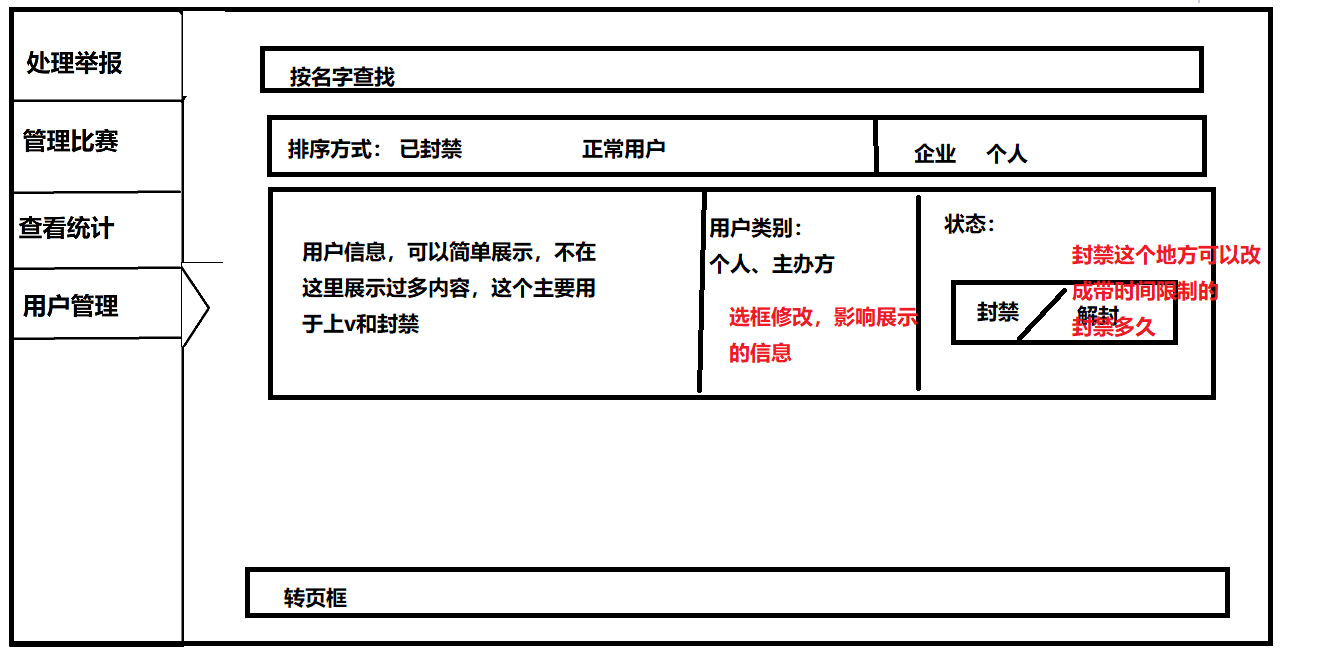 处理举报
管理比赛
查看统计
用户管理
按名字查找
排序方式： 已封禁 正常用户 企业 个人
用户信息，可以简单展示，不在
这里展示过多内容，这个主要用
于上v和封禁
用户类别：
个人、主办方
选框修改，影响展示
的信息
状态：
封禁这个地方可以改
成带时间限制的
封禁多久
封禁 解封
转页框